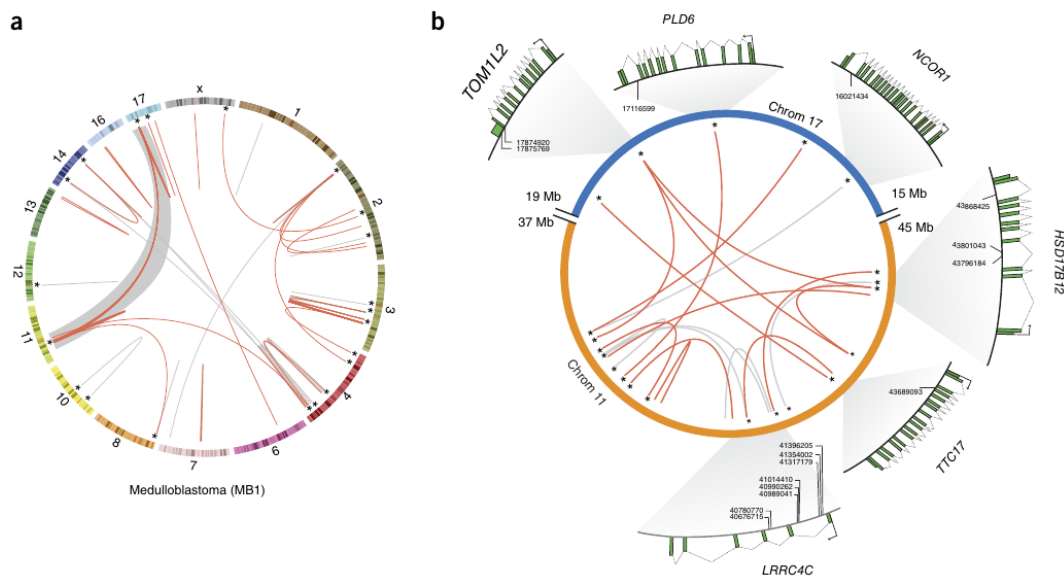 a
17
X
1
16
14
2
13
12
3
11
10
4
8
6
7
Medulloblastoma (MB1)
b
PLD6
TOM1L2
NCOR1
17116599
16021434
17874920
17875769
Chrom 17
19 Mb
15 Mb
37 Mb
45 Mb
43868425
43801043
43796184
HSD17B12
Chrom 11
43689093
TTC17
41396205
41354002
41317179
41014410
40990262
40989041
40780770
40676715
LRRC4C